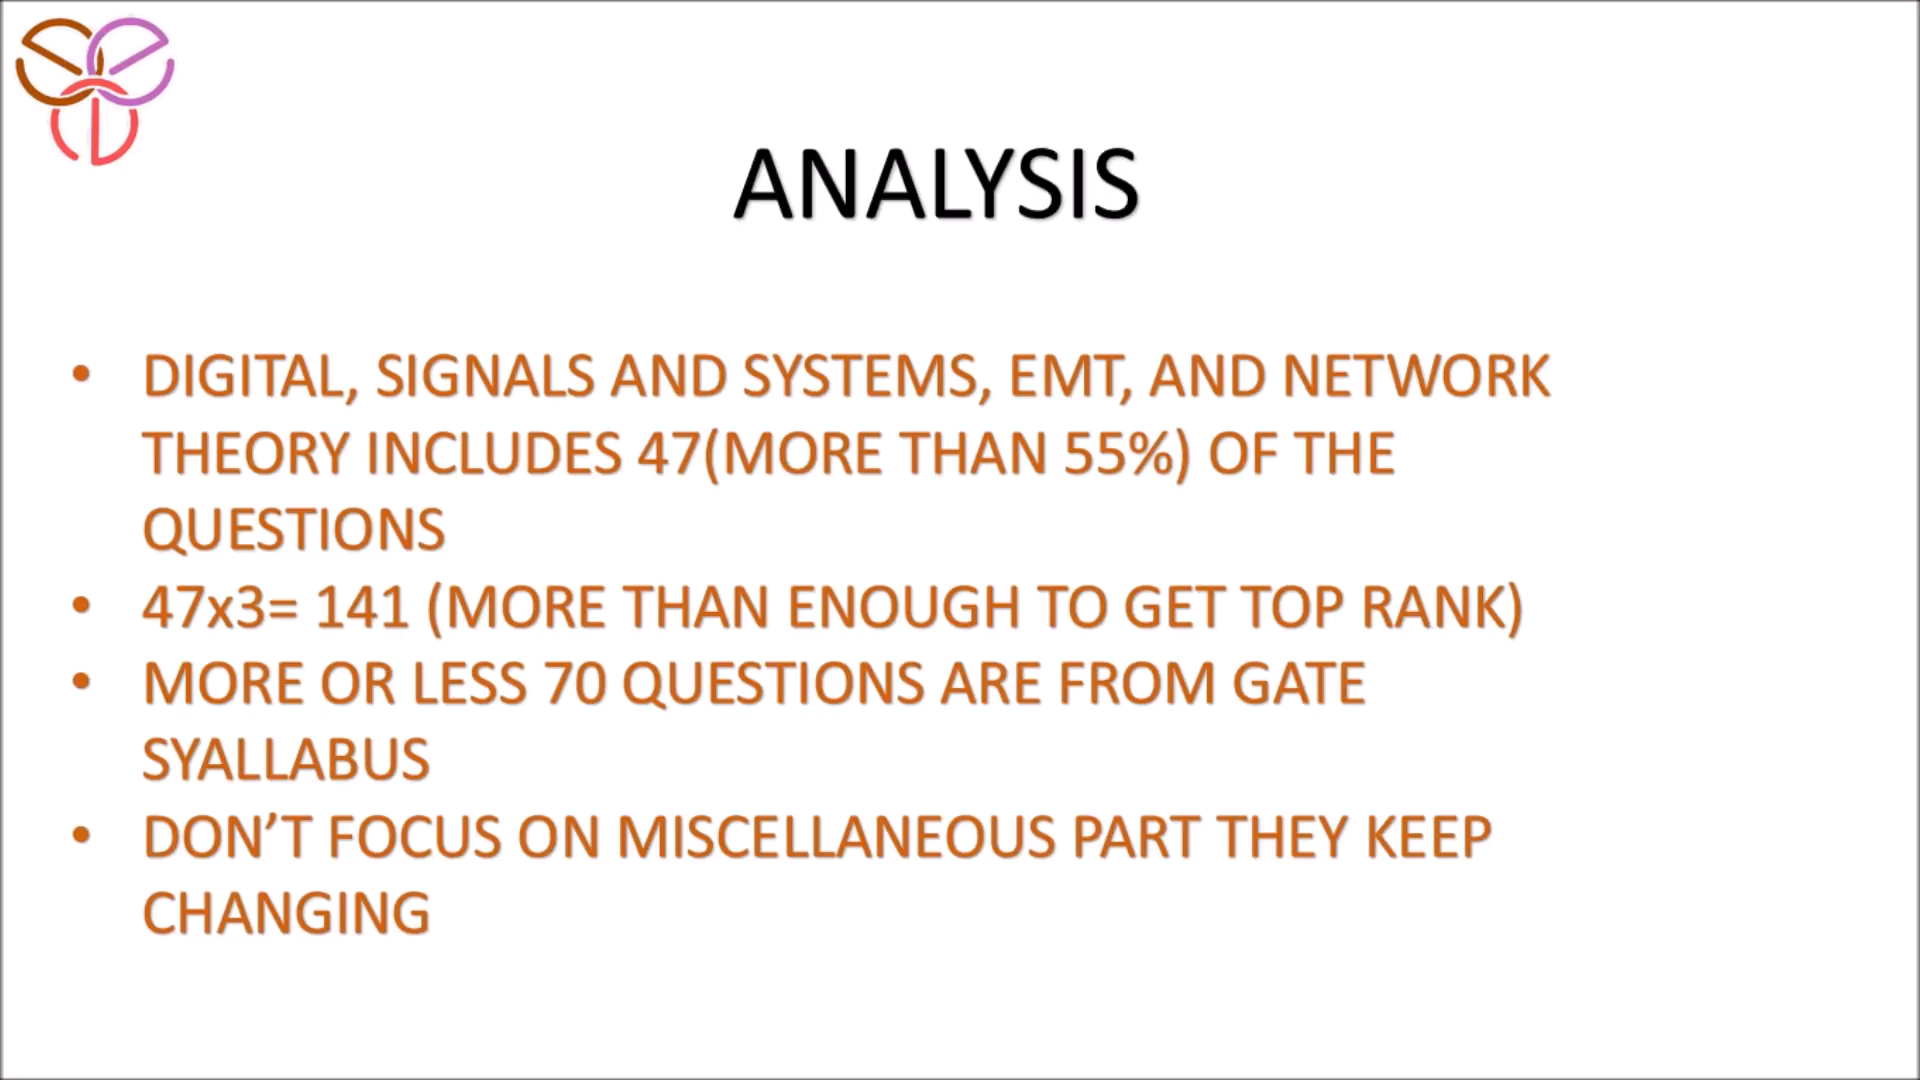 ANALYSIS
• DIGITAL, SIGNALS AND SYSTEMS, EMT, AND NETWORK
THEORY INCLUDES 47(MORE THAN 55%) OF THE
QUESTIONS
• 47x3= 141 (MORE THAN ENOUGH TO GET TOP RANK)
• MORE OR LESS 70 QUESTIONS ARE FROM GATE
SYALLABUS
• DON’T FOCUS ON MISCELLANEOUS PART THEY KEEP
CHANGING